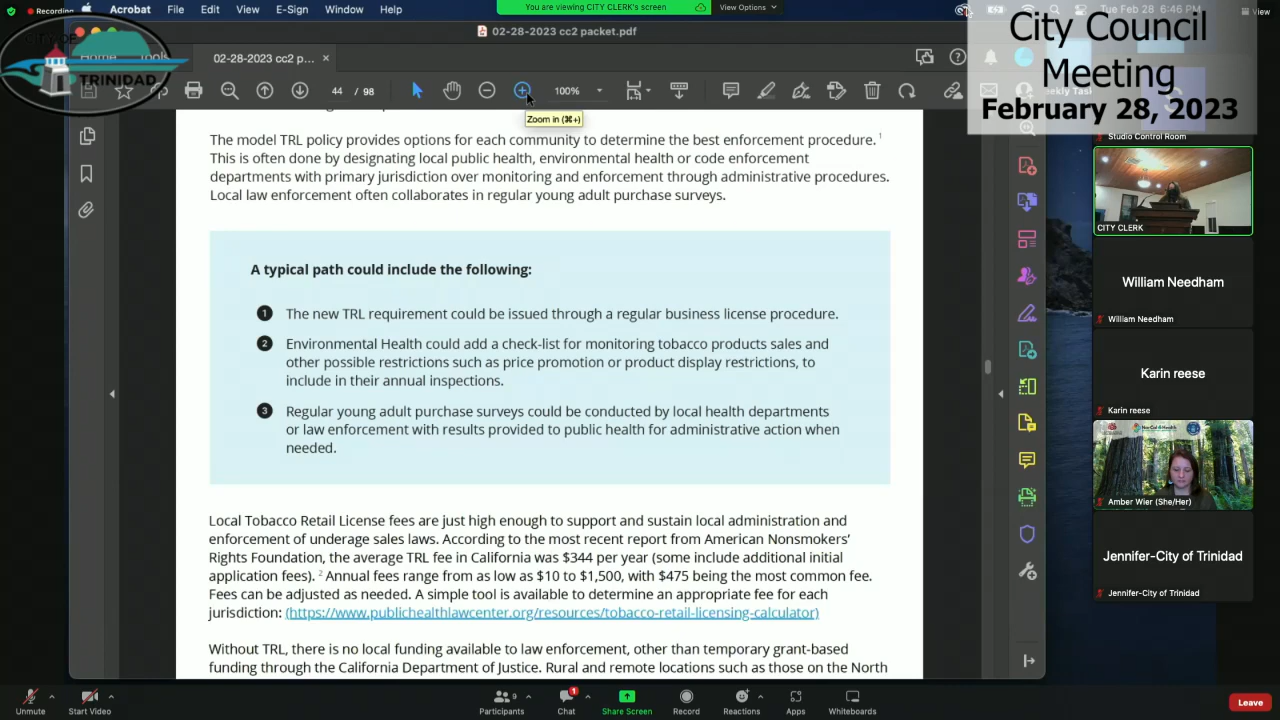 Recording
Acrobat File Edit View E-Sign Window Help
You are viewing CITY CLERK's screen
View Options
Tue Feb 28 6:46 PM
View
City Council
Meeting
February 28, 2023
CITY OF
TRINIDAD
02-28-2023 cc2 packet.pdf
Home Tools 02-28-2023 cc2 p... ×
44 / 98
100%
Zoom in (⌘+)
The model TRL policy provides options for each community to determine the best enforcement procedure. 1
This is often done by designating local public health, environmental health or code enforcement
departments with primary jurisdiction over monitoring and enforcement through administrative procedures.
Local law enforcement often collaborates in regular young adult purchase surveys.
A typical path could include the following:
1 The new TRL requirement could be issued through a regular business license procedure.
2 Environmental Health could add a check-list for monitoring tobacco products sales and
other possible restrictions such as price promotion or product display restrictions, to
include in their annual inspections.
3 Regular young adult purchase surveys could be conducted by local health departments
or law enforcement with results provided to public health for administrative action when
needed.
Local Tobacco Retail License fees are just high enough to support and sustain local administration and
enforcement of underage sales laws. According to the most recent report from American Nonsmokers'
Rights Foundation, the average TRL fee in California was $344 per year (some include additional initial
application fees). 2 Annual fees range from as low as $10 to $1,500, with $475 being the most common fee.
Fees can be adjusted as needed. A simple tool is available to determine an appropriate fee for each
jurisdiction: (https://www.publichealthlawcenter.org/resources/tobacco-retail-licensing-calculator)
Without TRL, there is no local funding available to law enforcement, other than temporary grant-based
funding through the California Department of Justice. Rural and remote locations such as those on the North
Studio Control Room
CITY CLERK
William Needham
William Needham
Karin reese
Karin reese
Amber Wier (She/Her)
Jennifer-City of Trinidad
Jennifer-City of Trinidad
Unmute
Start Video
Participants 9
Chat 1
Share Screen
Record
Reactions
Apps
Whiteboards
Leave